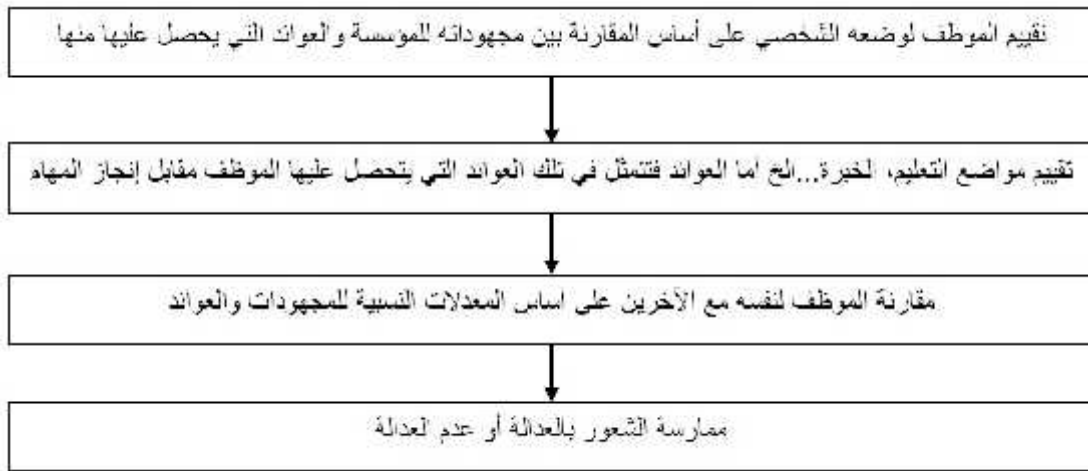 تقييم الموظف لوضعه الشخصي على أساس المقارنة بين مجهوداته للمؤسسة والعوائد التي يحصل عليها منها
تقييم مواضع التعليم، الخبرة...الخ أما العوائد فتتمثل في تلك العوائد التي يتحصل عليها الموظف مقابل إنجاز المهام
مقارنة الموظف لنفسه مع الآخرين على اساس المعدلات النسبية للمجهودات والعوائد
ممارسة الشعور بالعدالة أو عدم العدالة